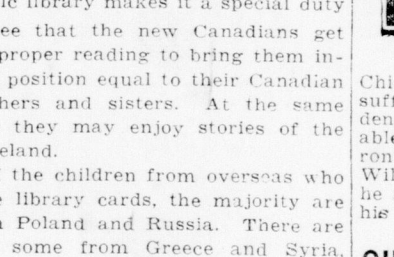 ic library makes it a special duty
ee that the new Canadians get
proper reading to bring them in-
position equal to their Canadian
hers and sisters. At the same
they may enjoy stories of the
eland.
the children from overseas who
library cards, the majority are
Poland and Russia. There are
some from Greece and Syria,
Chi
suff
den
able
ron
Wil
he
his